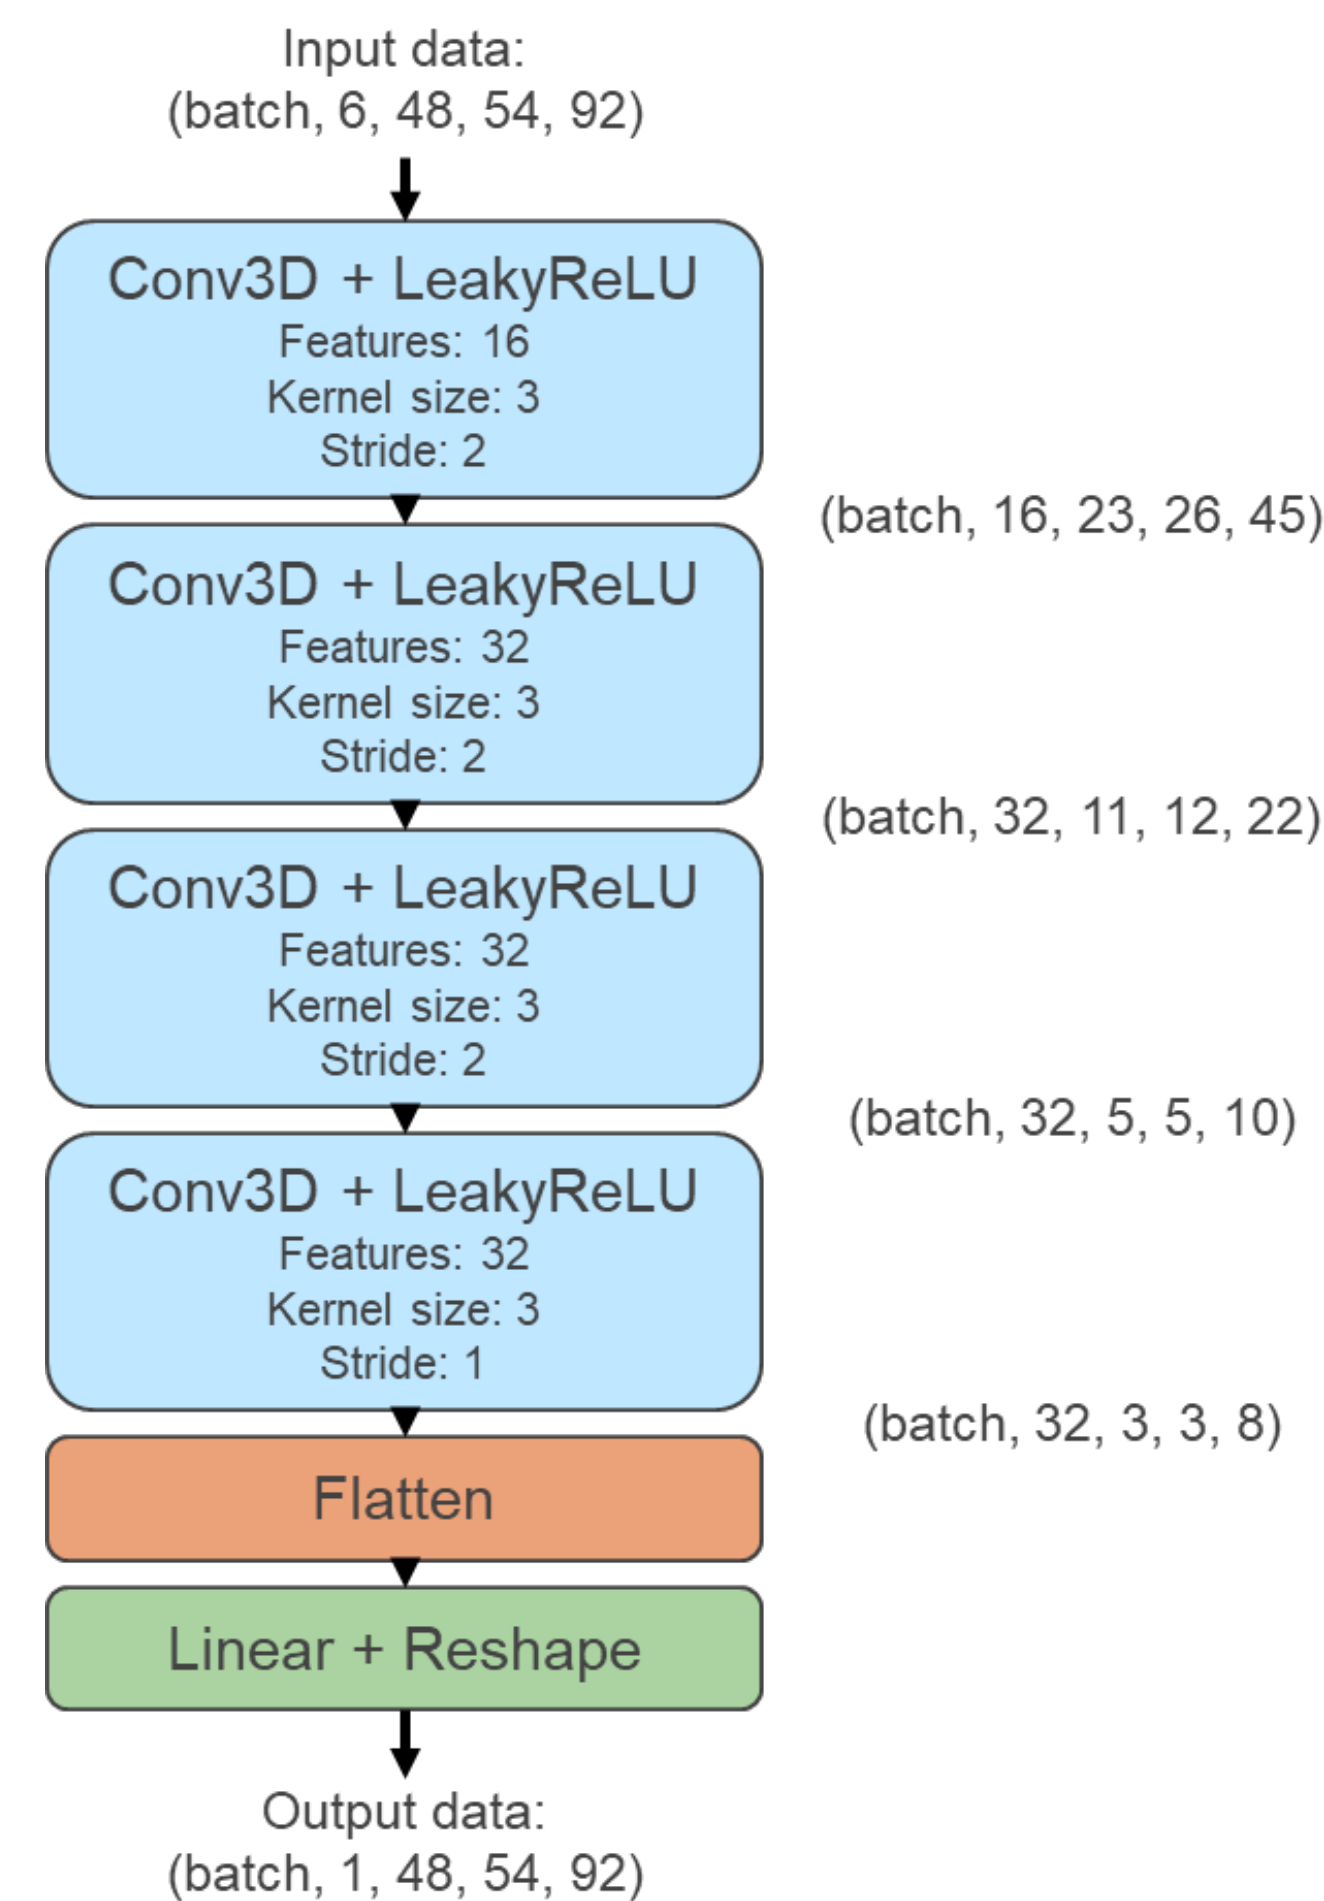 Input data:
(batch, 6, 48, 54, 92)
Conv3D + LeakyReLU
Features: 16
Kernel size: 3
Stride: 2
(batch, 16, 23, 26, 45)
Conv3D + LeakyReLU
Features: 32
Kernel size: 3
Stride: 2
(batch, 32, 11, 12, 22)
Conv3D + LeakyReLU
Features: 32
Kernel size: 3
Stride: 2
(batch, 32, 5, 5, 10)
Conv3D + LeakyReLU
Features: 32
Kernel size: 3
Stride: 1
(batch, 32, 3, 3, 8)
Flatten
Linear + Reshape
Output data:
(batch, 1, 48, 54, 92)